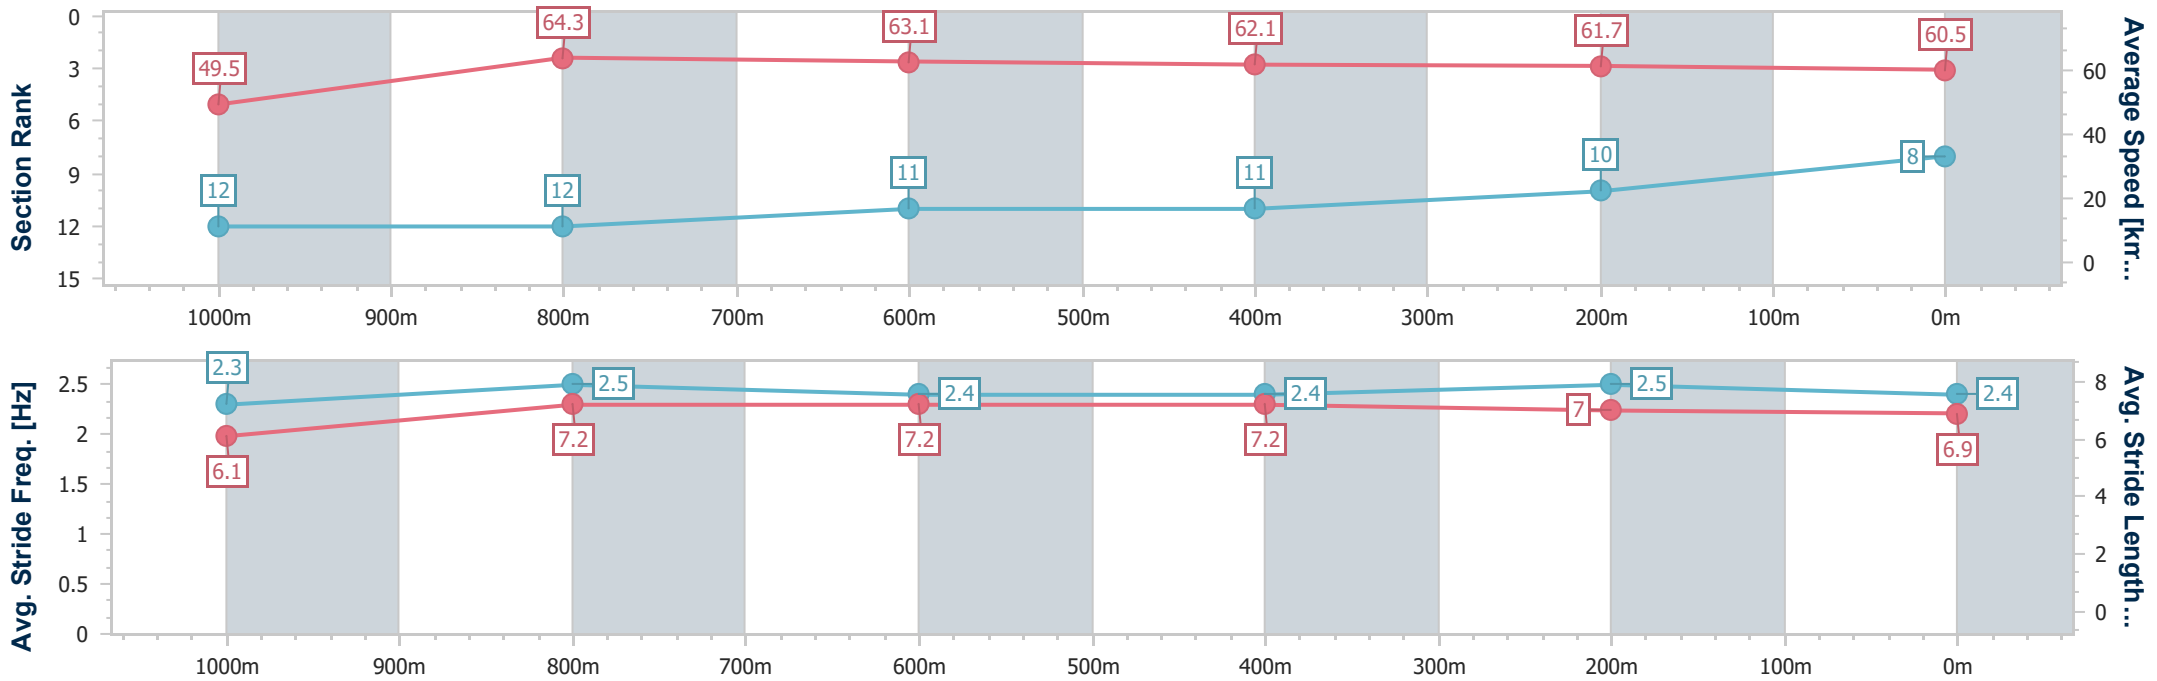 Section Rank
0
3
6
9
12
15
49.5
64.3
63.1
62.1
61.7
60.5
12
12
11
11
10
8
60
40
20
0
Average Speed [km...
1000m
900m
800m
700m
600m
500m
400m
300m
200m
100m
0m
Avg. Stride Freq. [Hz]
2.5
2
1.5
1
0.5
0
2.3
2.5
2.4
2.4
2.5
2.4
6.1
7.2
7.2
7.2
7
6.9
8
6
4
2
0
Avg. Stride Length...
1000m
900m
800m
700m
600m
500m
400m
300m
200m
100m
0m